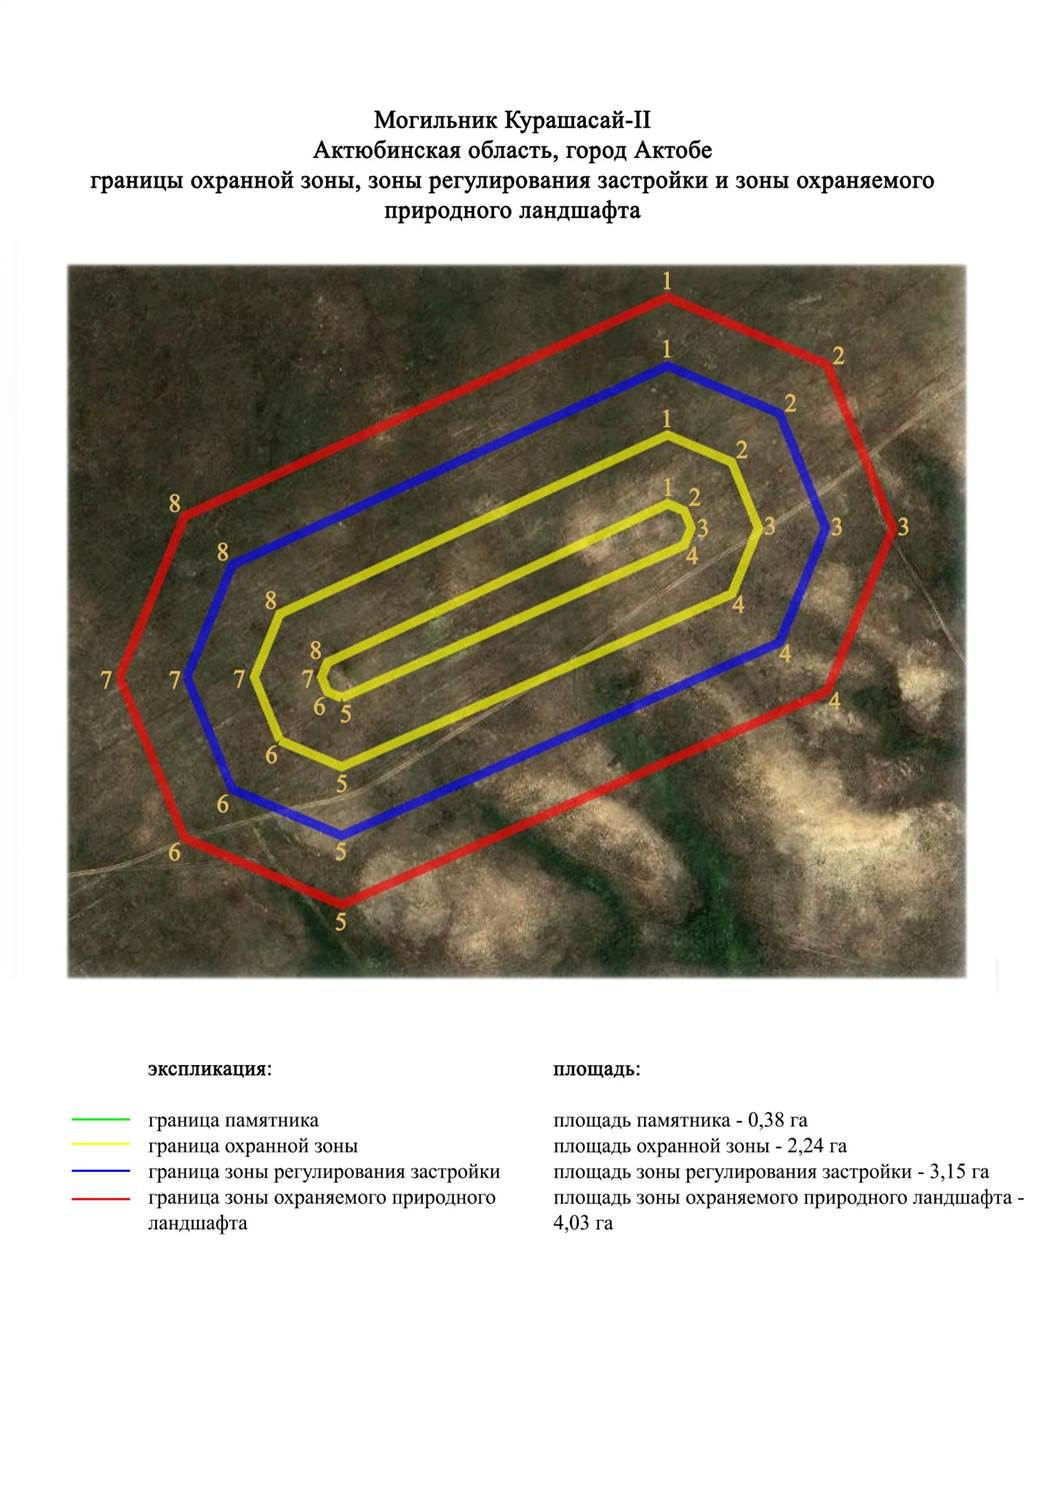 Могильник Курашасай-II
Актюбинская область, город Актобе
границы охранной зоны, зоны регулирования застройки и зоны охраняемого
природного ландшафта
1
2
1
2
8
1
2
8
1
2
3
3
3
3
4
8
4
8
4
7
7
7
7
6
5
4
6
5
6
5
6
5
экспликация:
площадь:
граница памятника
площадь памятника - 0,38 га
граница охранной зоны
площадь охранной зоны - 2,24 га
граница зоны регулирования застройки
площадь зоны регулирования застройки - 3,15 га
граница зоны охраняемого природного
ландшафта
площадь зоны охраняемого природного ландшафта -
4,03 га